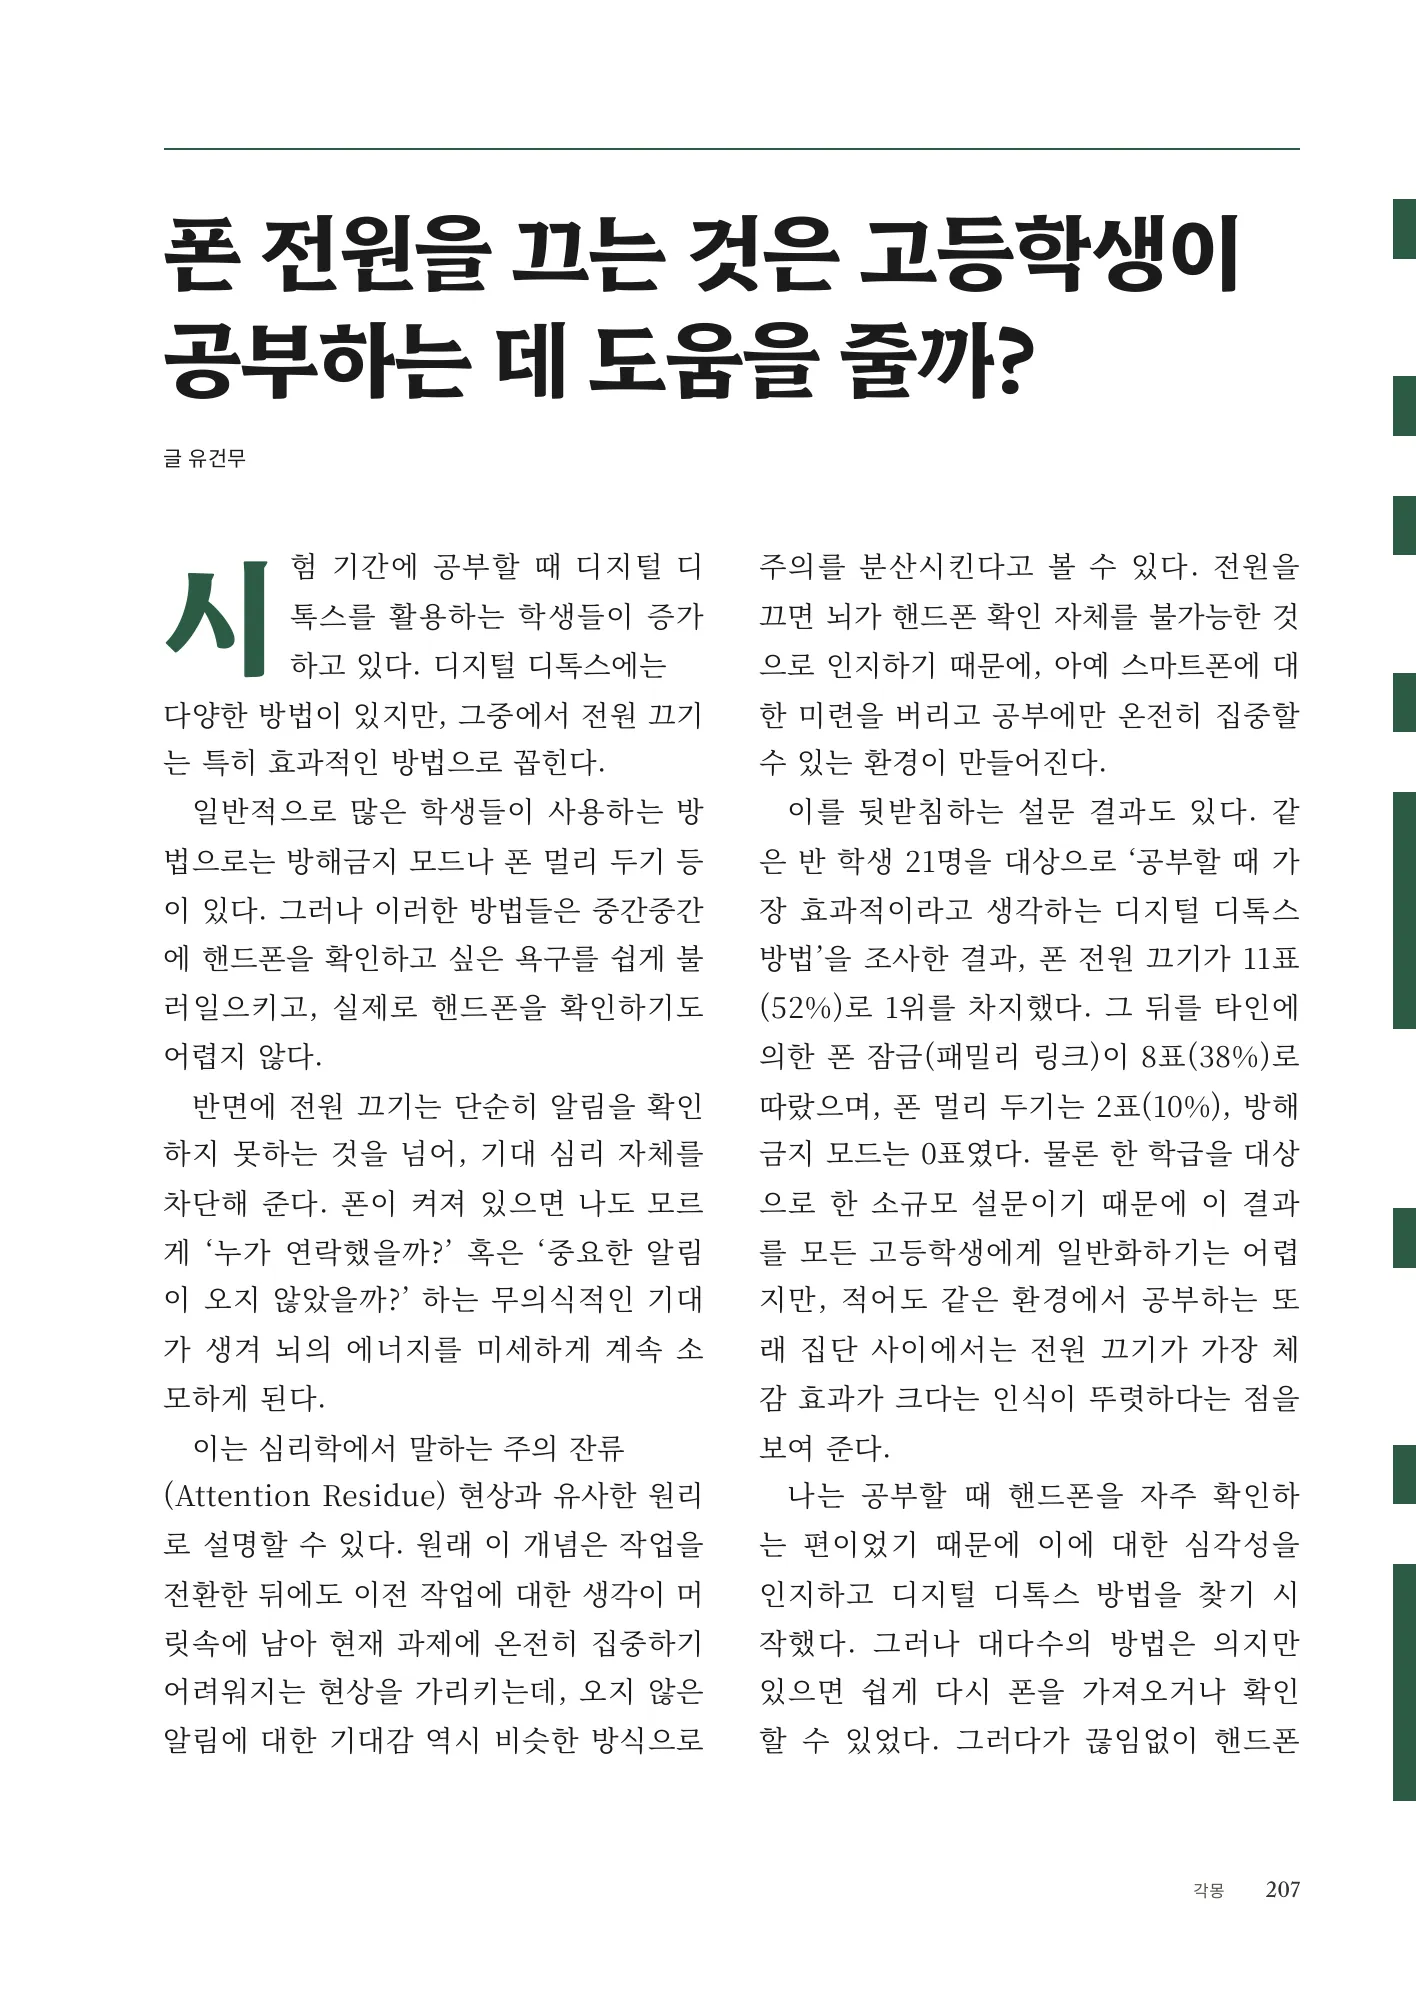 폰 전원을 끄는 것은 고등학생이
공부하는 데 도움을 줄까?
글 유건무
시험 기간에 공부할 때 디지털 디
톡스를 활용하는 학생들이 증가
하고 있다. 디지털 디톡스에는
다양한 방법이 있지만, 그중에서 전원 끄기
는 특히 효과적인 방법으로 꼽힌다.
일반적으로 많은 학생들이 사용하는 방
법으로는 방해금지 모드나 폰 멀리 두기 등
이 있다. 그러나 이러한 방법들은 중간중간
에 핸드폰을 확인하고 싶은 욕구를 쉽게 불
러일으키고, 실제로 핸드폰을 확인하기도
어렵지 않다.
반면에 전원 끄기는 단순히 알림을 확인
하지 못하는 것을 넘어, 기대 심리 자체를
차단해 준다. 폰이 켜져 있으면 나도 모르
게 ‘누가 연락했을까?’ 혹은 ‘중요한 알림
이 오지 않았을까?’ 하는 무의식적인 기대
가 생겨 뇌의 에너지를 미세하게 계속 소
모하게 된다.
이는 심리학에서 말하는 주의 잔류
(Attention Residue) 현상과 유사한 원리
로 설명할 수 있다. 원래 이 개념은 작업을
전환한 뒤에도 이전 작업에 대한 생각이 머
릿속에 남아 현재 과제에 온전히 집중하기
어려워지는 현상을 가리키는데, 오지 않은
알림에 대한 기대감 역시 비슷한 방식으로
주의를 분산시킨다고 볼 수 있다. 전원을
끄면 뇌가 핸드폰 확인 자체를 불가능한 것
으로 인지하기 때문에, 아예 스마트폰에 대
한 미련을 버리고 공부에만 온전히 집중할
수 있는 환경이 만들어진다.
이를 뒷받침하는 설문 결과도 있다. 같
은 반 학생 21명을 대상으로 ‘공부할 때 가
장 효과적이라고 생각하는 디지털 디톡스
방법’을 조사한 결과, 폰 전원 끄기가 11표
(52%)로 1위를 차지했다. 그 뒤를 타인에
의한 폰 잠금(패밀리 링크)이 8표(38%)로
따랐으며, 폰 멀리 두기는 2표(10%), 방해
금지 모드는 0표였다. 물론 한 학급을 대상
으로 한 소규모 설문이기 때문에 이 결과
를 모든 고등학생에게 일반화하기는 어렵
지만, 적어도 같은 환경에서 공부하는 또
래 집단 사이에서는 전원 끄기가 가장 체
감 효과가 크다는 인식이 뚜렷하다는 점을
보여 준다.
나는 공부할 때 핸드폰을 자주 확인하
는 편이었기 때문에 이에 대한 심각성을
인지하고 디지털 디톡스 방법을 찾기 시
작했다. 그러나 대다수의 방법은 의지만
있으면 쉽게 다시 폰을 가져오거나 확인
할 수 있었다. 그러다가 끊임없이 핸드폰
각몽 207